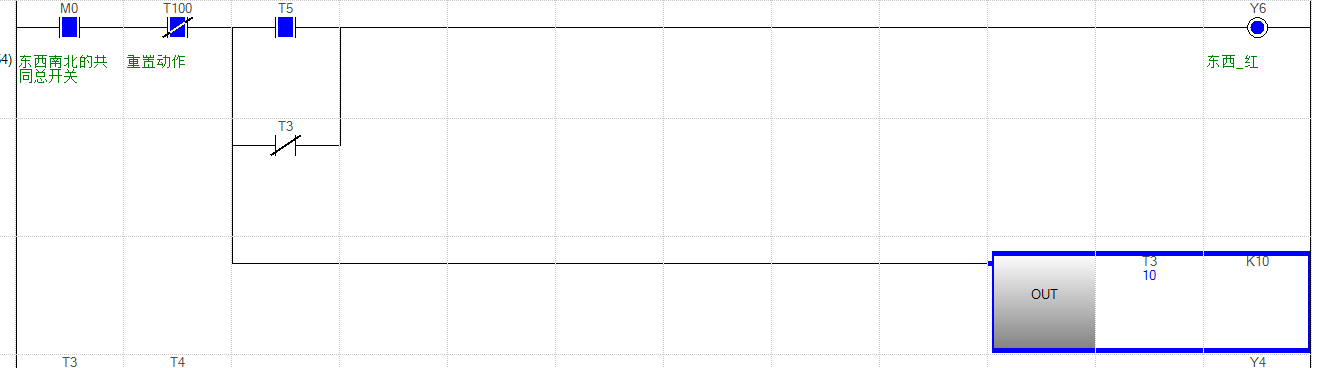 M0 T100 T5 Y6
4) 东西南北的共 重置动作 东西_红
同总开关
T3
T3 K10
10
OUT
T3 T4 Y4